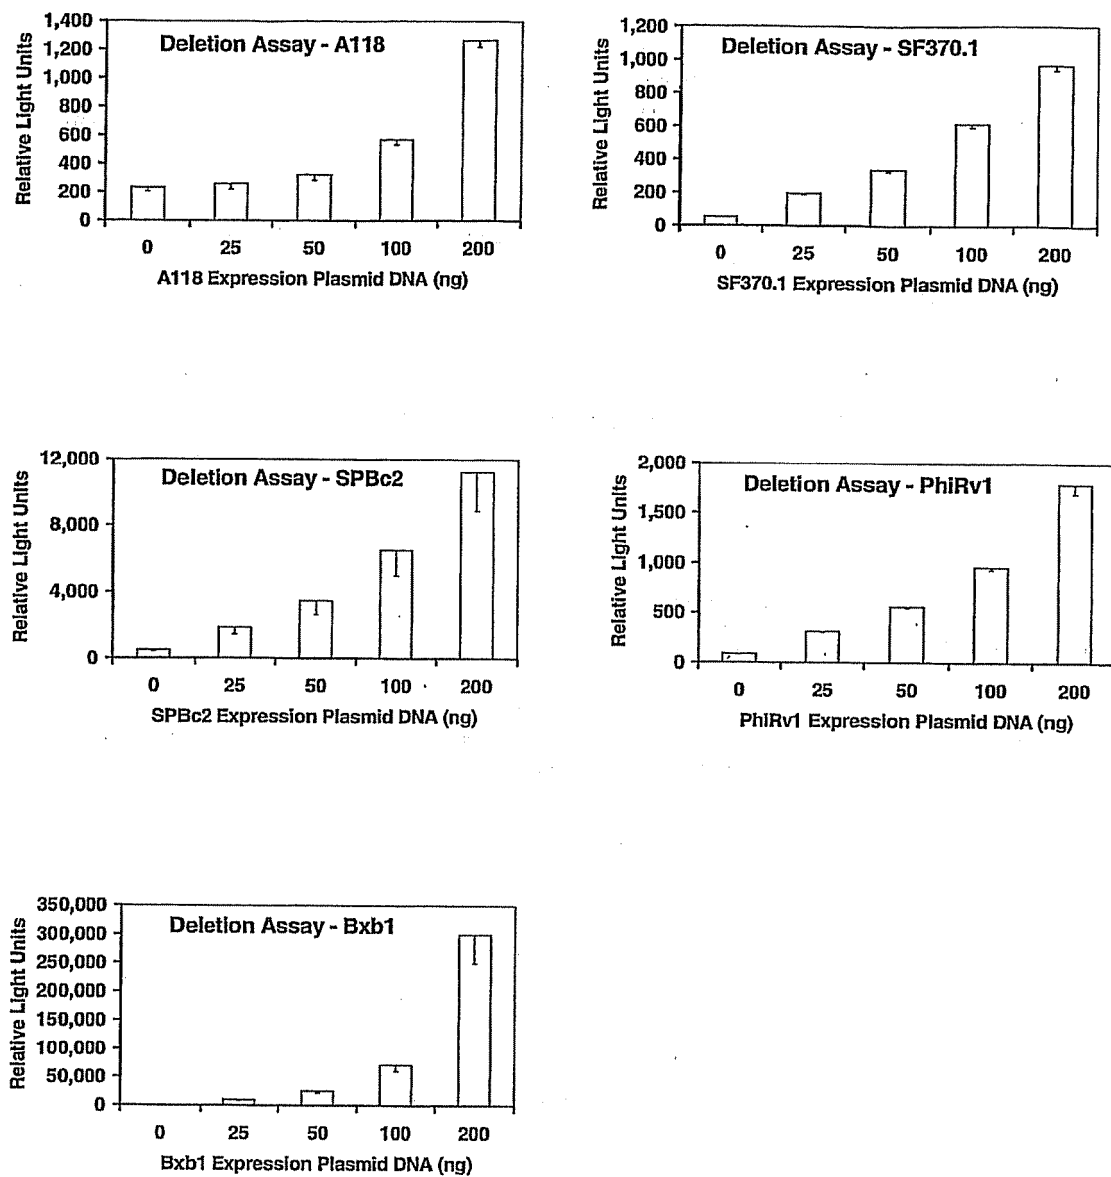 Deletion Assay - A118
Relative Light Units
1,400
1,200
1,000
800
600
400
200
0
0 25 50 100 200
A118 Expression Plasmid DNA (ng)
Deletion Assay - SF370.1
Relative Light Units
1,200
1,000
800
600
400
200
0
0 25 50 100 200
SF370.1 Expression Plasmid DNA (ng)
Deletion Assay - SPBc2
Relative Light Units
12,000
8,000
4,000
0
0 25 50 100 200
SPBc2 Expression Plasmid DNA (ng)
Deletion Assay - PhiRv1
Relative Light Units
2,000
1,500
1,000
500
0
0 25 50 100 200
PhiRv1 Expression Plasmid DNA (ng)
Deletion Assay - Bxb1
Relative Light Units
350,000
300,000
250,000
200,000
150,000
100,000
50,000
0
0 25 50 100 200
Bxb1 Expression Plasmid DNA (ng)